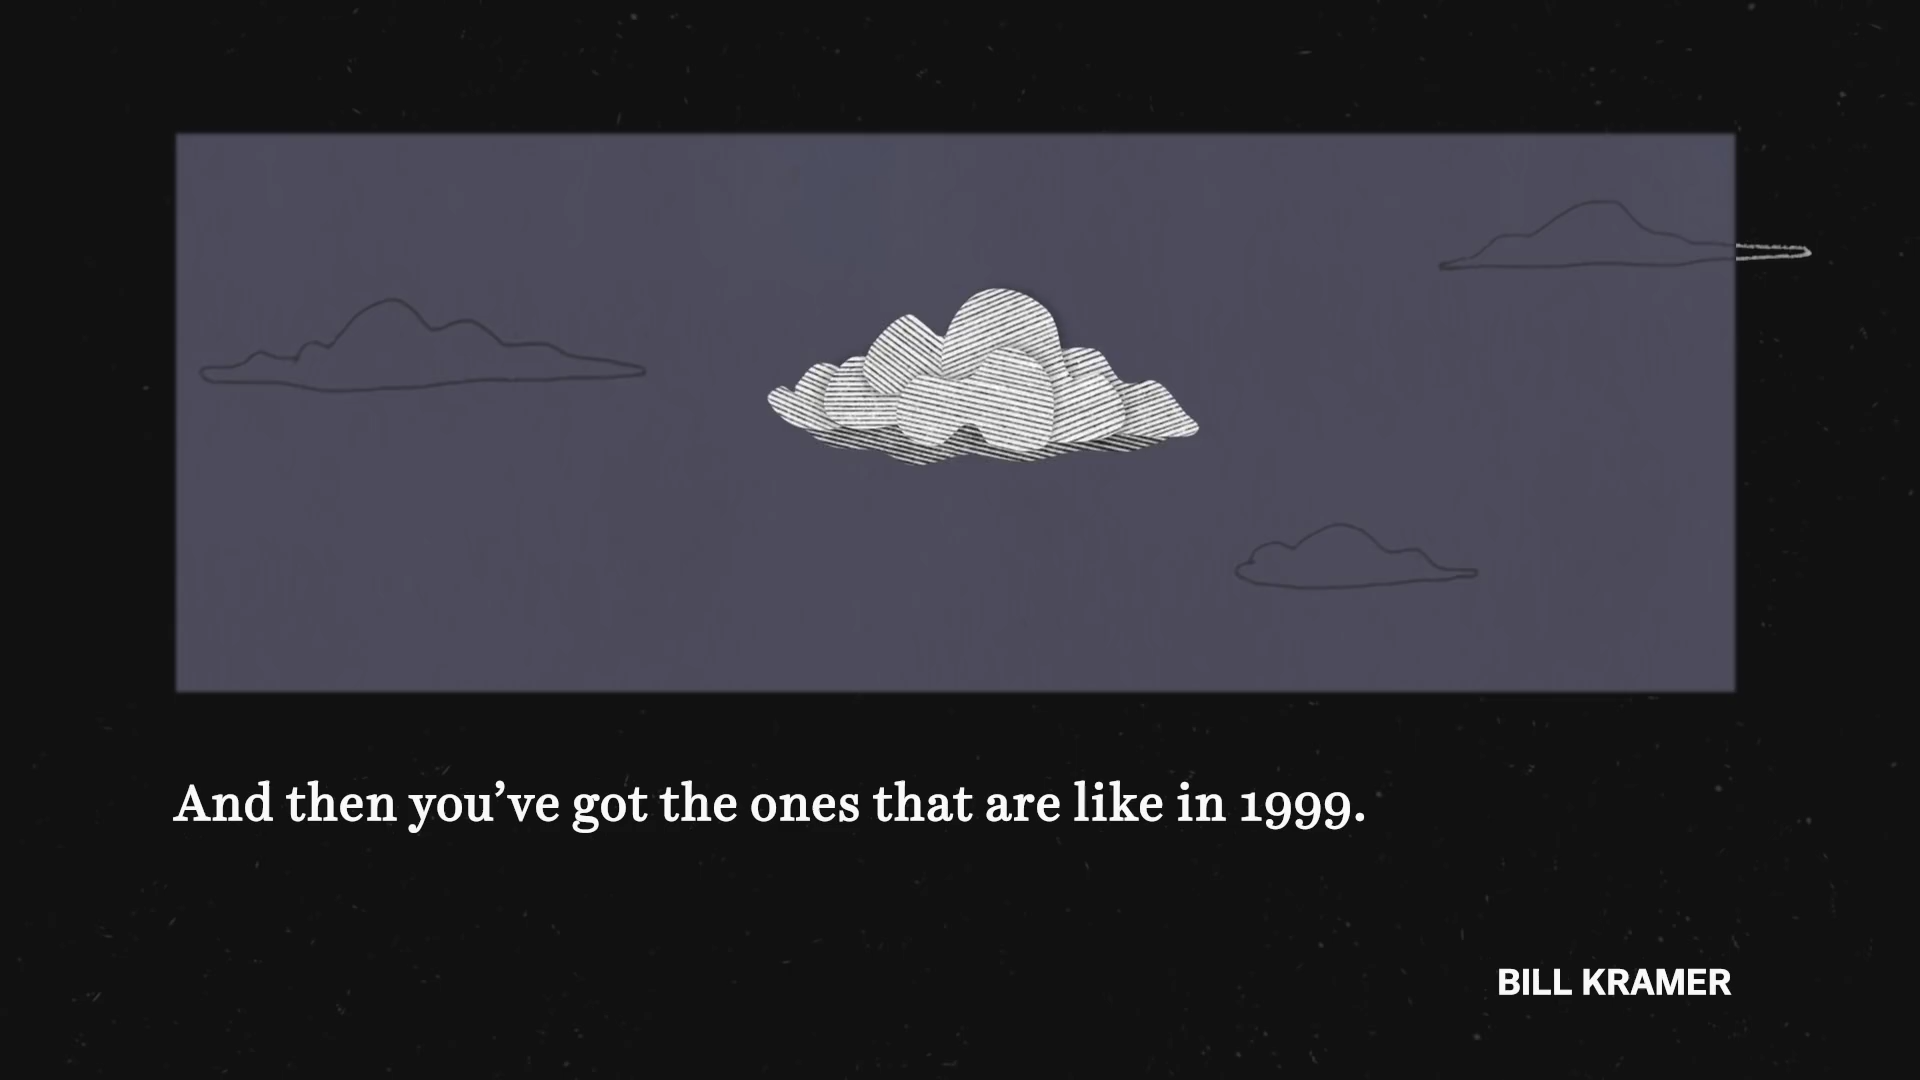 And then you’ve got the ones that are like in 1999.
BILL KRAMER